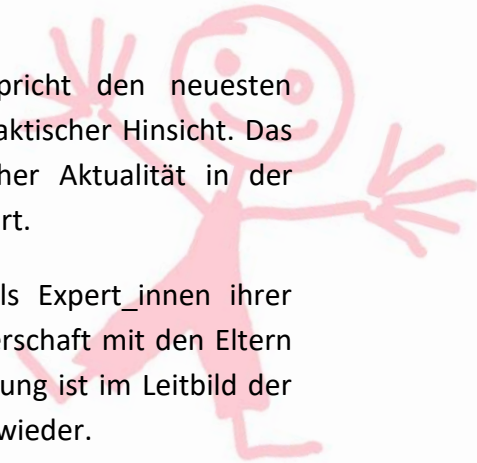 pricht den neuesten
aktischer Hinsicht. Das
her Aktualität in der
rt.
ls Expert_innen ihrer
erschaft mit den Eltern
ung ist im Leitbild der
wieder.